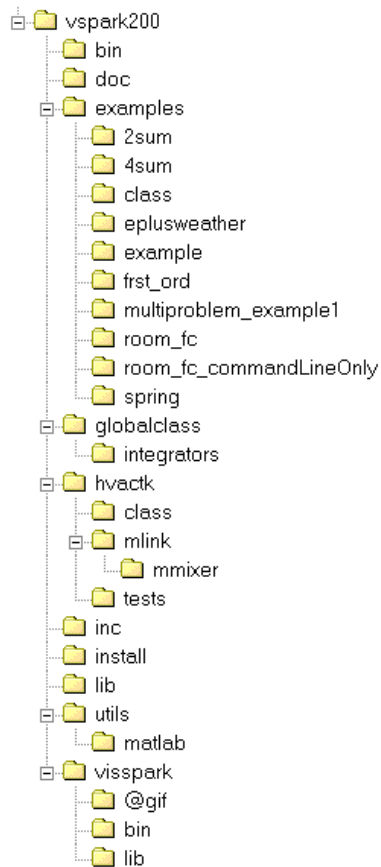 vspark200
bin
doc
examples
2sum
4sum
class
eplusweather
example
frst_ord
multiproblem_example1
room_fc
room_fc_commandLineOnly
spring
globalclass
integrators
hvactk
class
mlink
mmixer
tests
inc
install
lib
utils
matlab
visspark
@gif
bin
lib